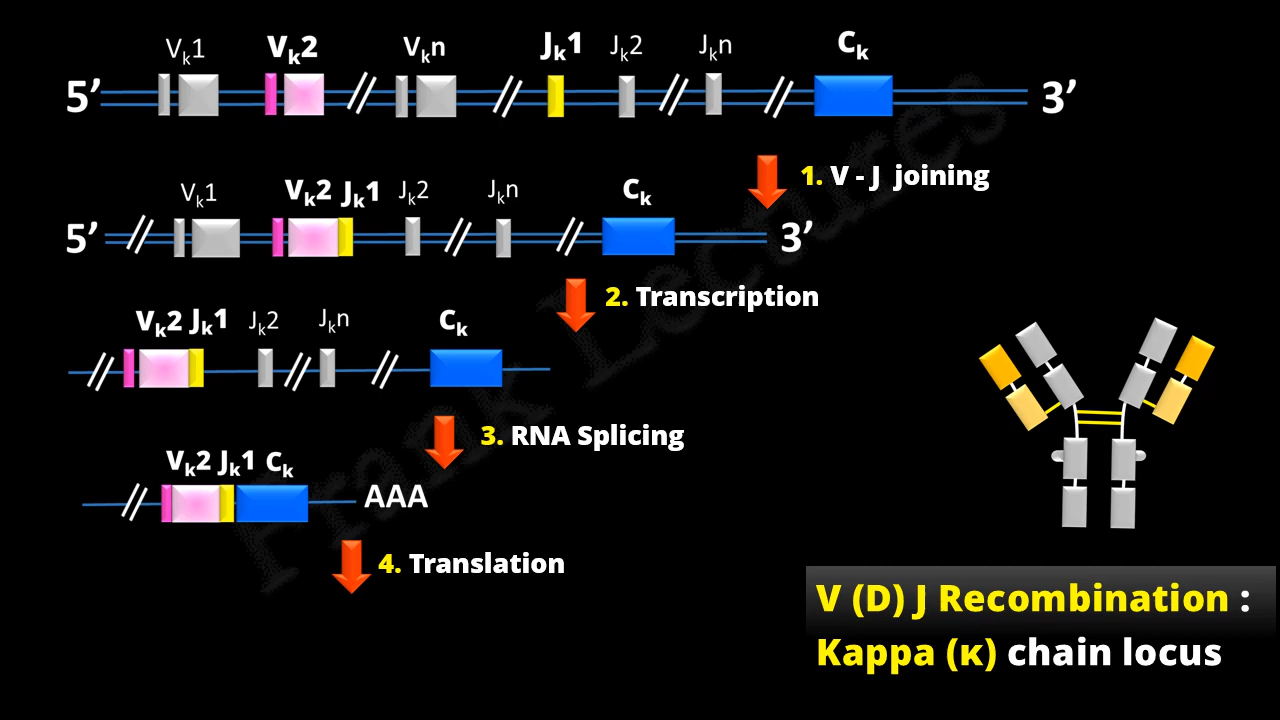 Vk1 Vk2 Vkn Jk1 Jk2 Jkn Ck
5’ 3’
1. V - J joining
Vk1 Vk2 Jk1 Jk2 Jkn Ck
5’ 3’
2. Transcription
Vk2 Jk1 Jk2 Jkn Ck
3. RNA Splicing
Vk2 Jk1 Ck
AAA
4. Translation
V (D) J Recombination :
Kappa (κ) chain locus
Frank Lectures